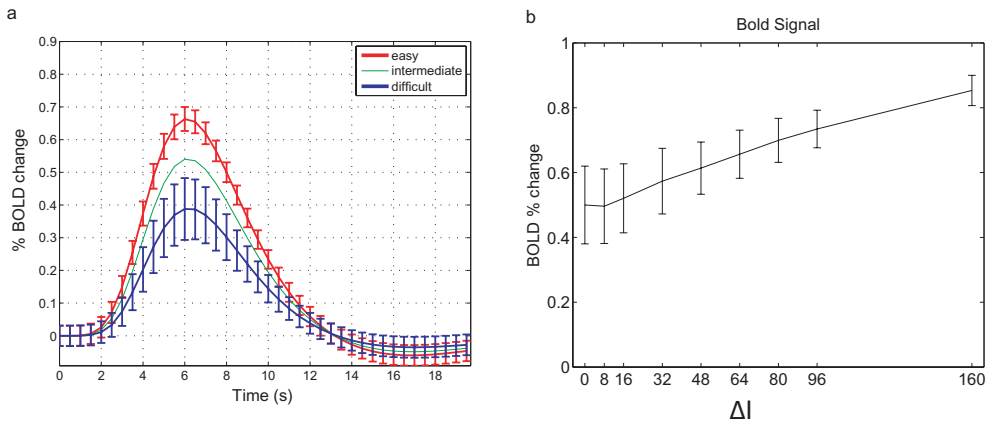 a
% BOLD change
0.9
0.8
0.7
0.6
0.5
0.4
0.3
0.2
0.1
0
0 2 4 6 8 10 12 14 16 18
Time (s)
easy
intermediate
difficult
b
Bold Signal
BOLD % change
1
0.8
0.6
0.4
0.2
0
0 8 16 32 48 64 80 96 160
ΔI